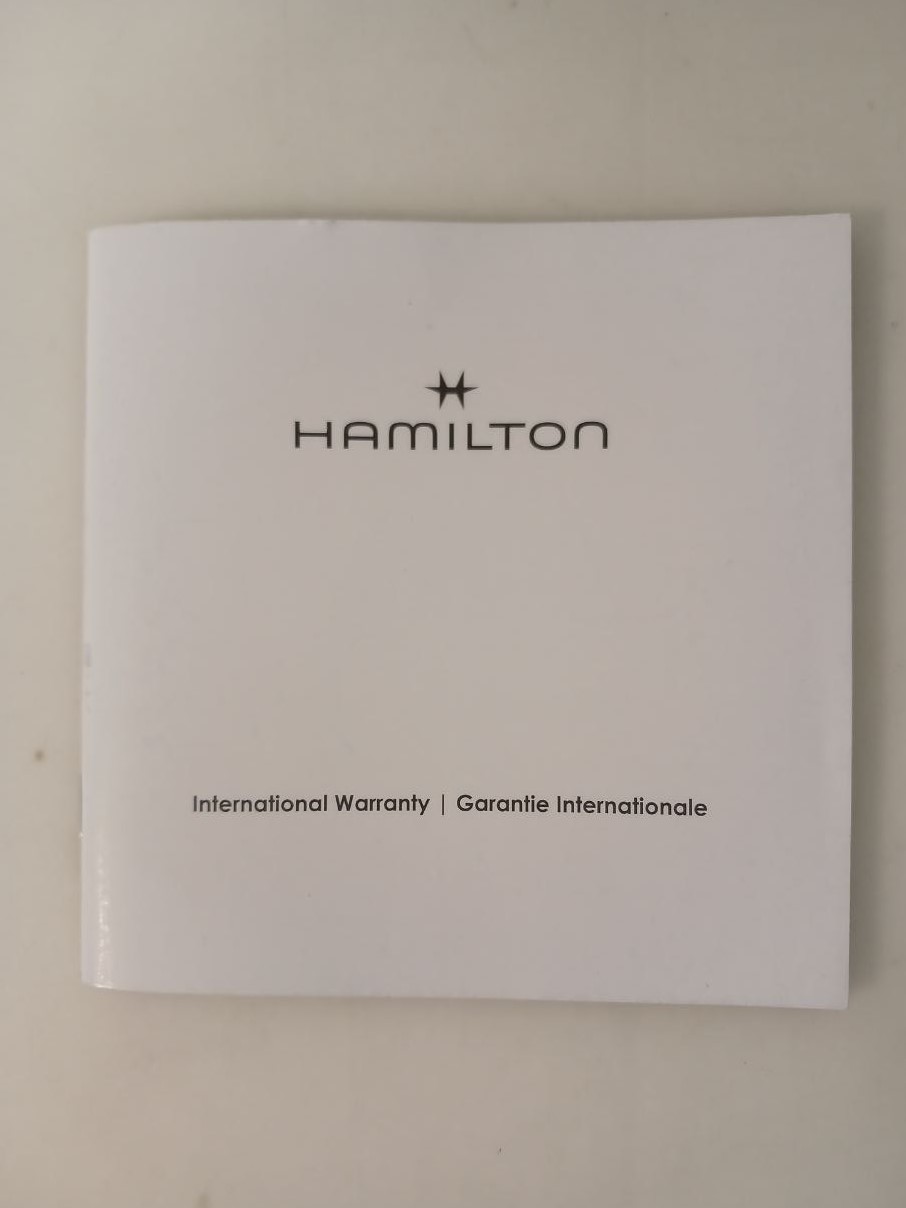 HAMILTON
International Warranty | Garantie Internationale